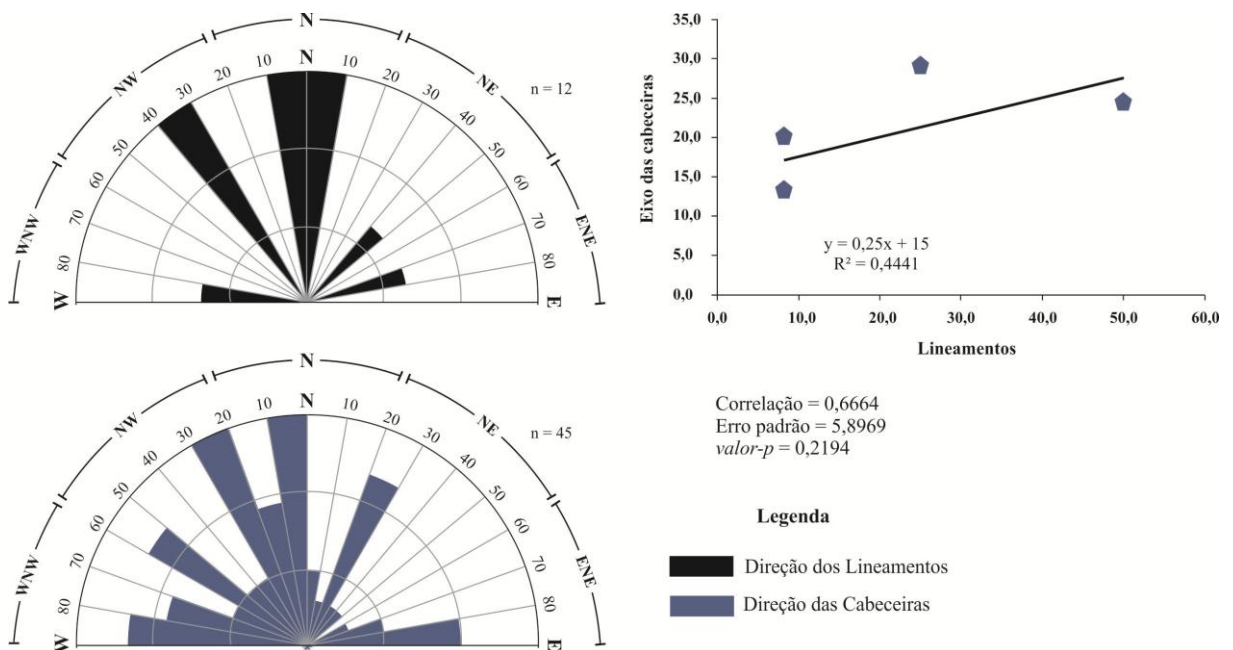 N
NW
NE
WNW
ENE
N
10
20
30
40
50
60
70
80
W
10
20
30
40
50
60
70
80
E
n = 12
35,0
30,0
25,0
20,0
15,0
10,0
5,0
0,0
Eixo das cabeceiras
y = 0,25x + 15
R² = 0,4441
0,0
10,0
20,0
30,0
40,0
50,0
60,0
Lineamentos
Correlação = 0,6664
Erro padrão = 5,8969
valor-p = 0,2194
N
NW
NE
WNW
ENE
N
10
20
30
40
50
60
70
80
W
10
20
30
40
50
60
70
80
E
n = 45
Legenda
Direção dos Lineamentos
Direção das Cabeceiras